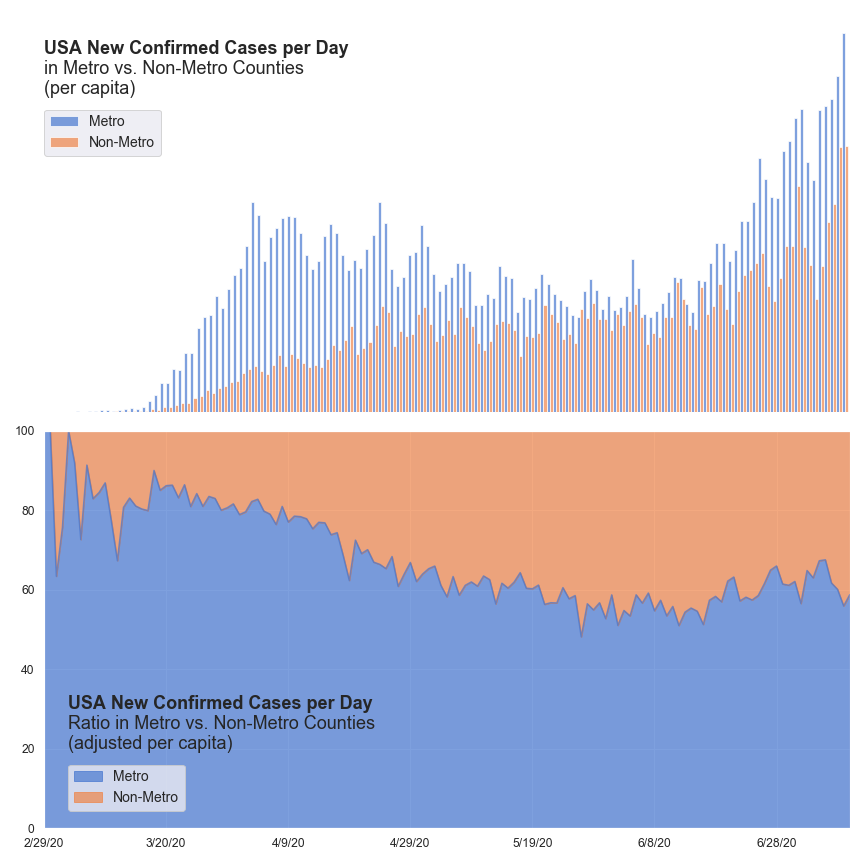 USA New Confirmed Cases per Day
in Metro vs. Non-Metro Counties
(per capita)
Metro
Non-Metro
100
80
60
40
20
0
USA New Confirmed Cases per Day
Ratio in Metro vs. Non-Metro Counties
(adjusted per capita)
Metro
Non-Metro
2/29/20 3/20/20 4/9/20 4/29/20 5/19/20 6/8/20 6/28/20